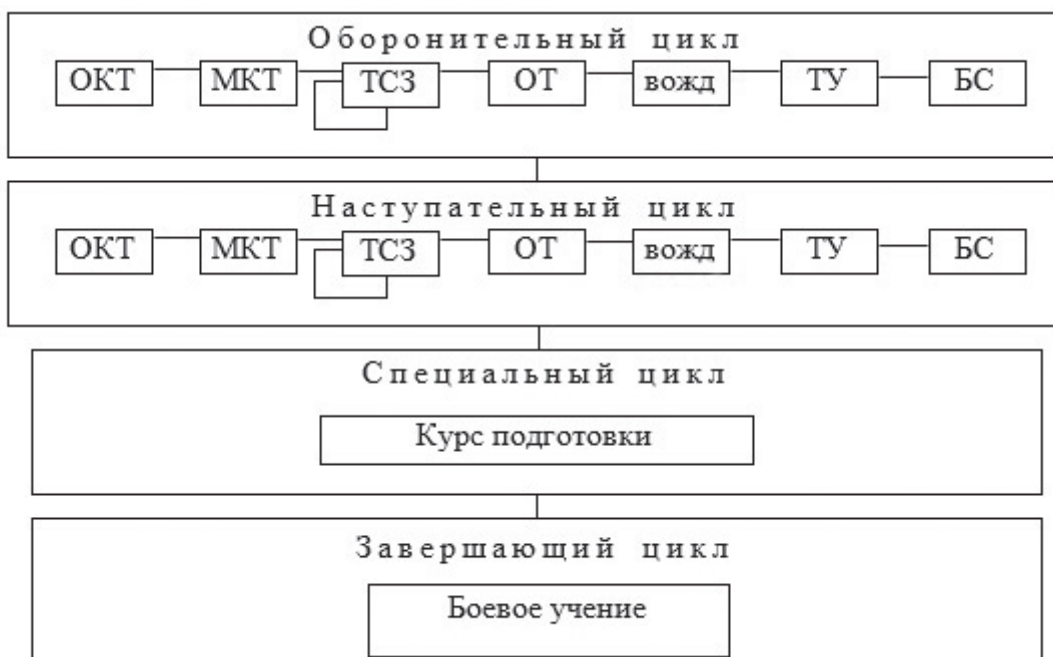 Оборонительный цикл
ОКТ МКТ ТСЗ ОТ вожд ТУ БС
Наступательный цикл
ОКТ МКТ ТСЗ ОТ вожд ТУ БС
Специальный цикл
Курс подготовки
Завершающий цикл
Боевое учение